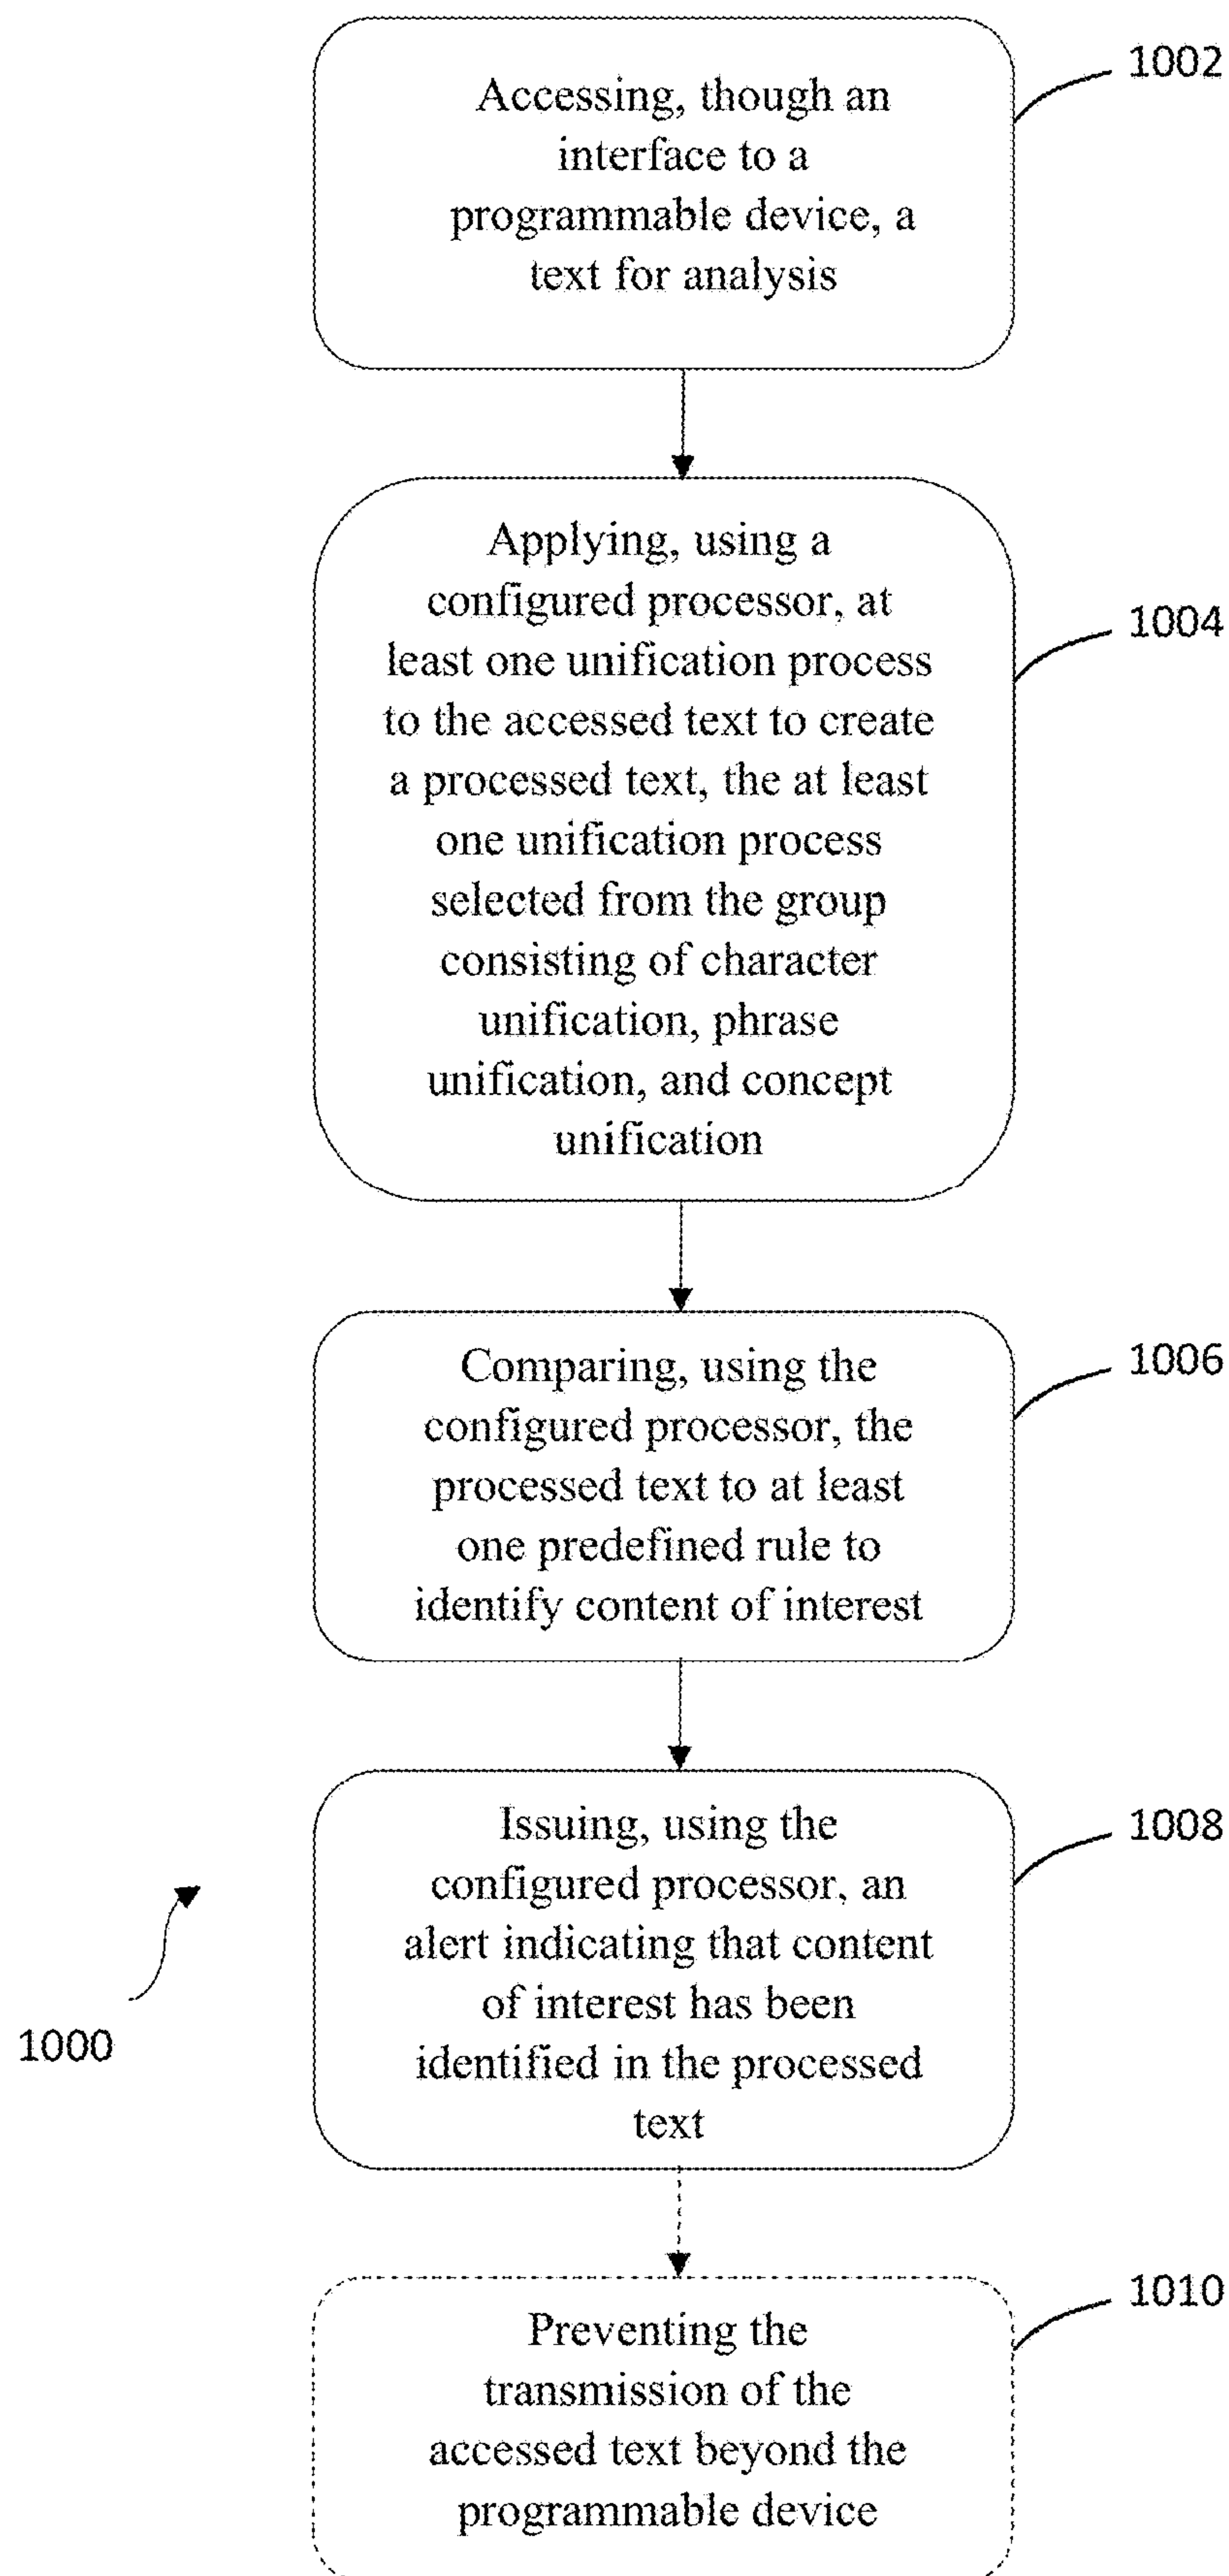 1002
Accessing, though an
interface to a
programmable device, a
text for analysis
1004
Applying, using a
configured processor, at
least one unification process
to the accessed text to create
a processed text, the at least
one unification process
selected from the group
consisting of character
unification, phrase
unification, and concept
unification
1006
Comparing, using the
configured processor, the
processed text to at least
one predefined rule to
identify content of interest
1008
Issuing, using the
configured processor, an
alert indicating that content
of interest has been
identified in the processed
text
1000
1010
Preventing the
transmission of the
accessed text beyond the
programmable device